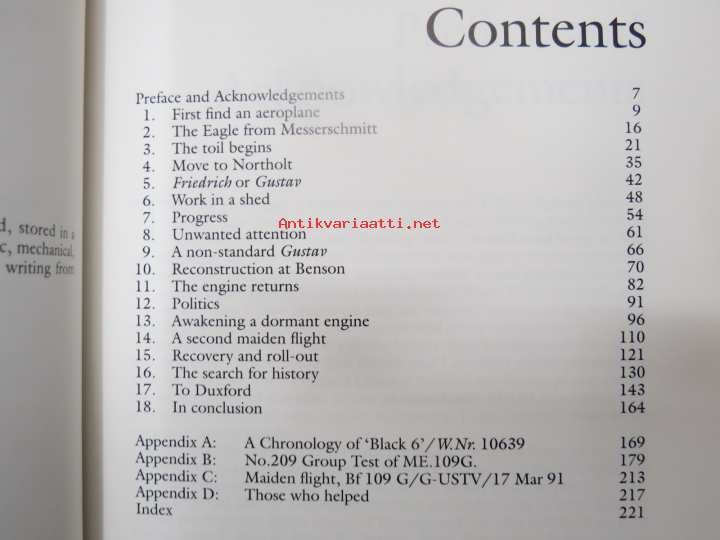 Contents
Preface and Acknowledgements 7
1. First find an aeroplane 9
2. The Eagle from Messerschmitt 16
3. The toil begins 21
4. Move to Northolt 35
5. Friedrich or Gustav 42
6. Work in a shed 48
7. Progress 54
Antikvariaatti.net
8. Unwanted attention 61
9. A non-standard Gustav 66
10. Reconstruction at Benson 70
11. The engine returns 82
12. Politics 91
13. Awakening a dormant engine 96
14. A second maiden flight 110
15. Recovery and roll-out 121
16. The search for history 130
17. To Duxford 143
18. In conclusion 164
Appendix A: A Chronology of ‘Black 6’/W.Nr. 10639 169
Appendix B: No.209 Group Test of ME.109G. 179
Appendix C: Maiden flight, Bf 109 G/G-USTV/17 Mar 91 213
Appendix D: Those who helped 217
Index 221
stored in a
mechanical,
writing from